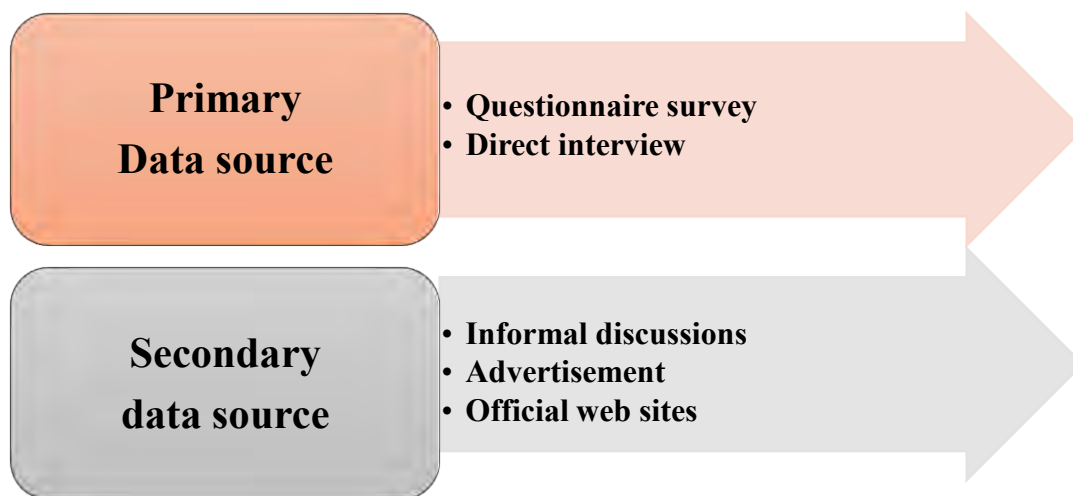 Primary
Data source
• Questionnaire survey
• Direct interview
Secondary
data source
• Informal discussions
• Advertisement
• Official web sites